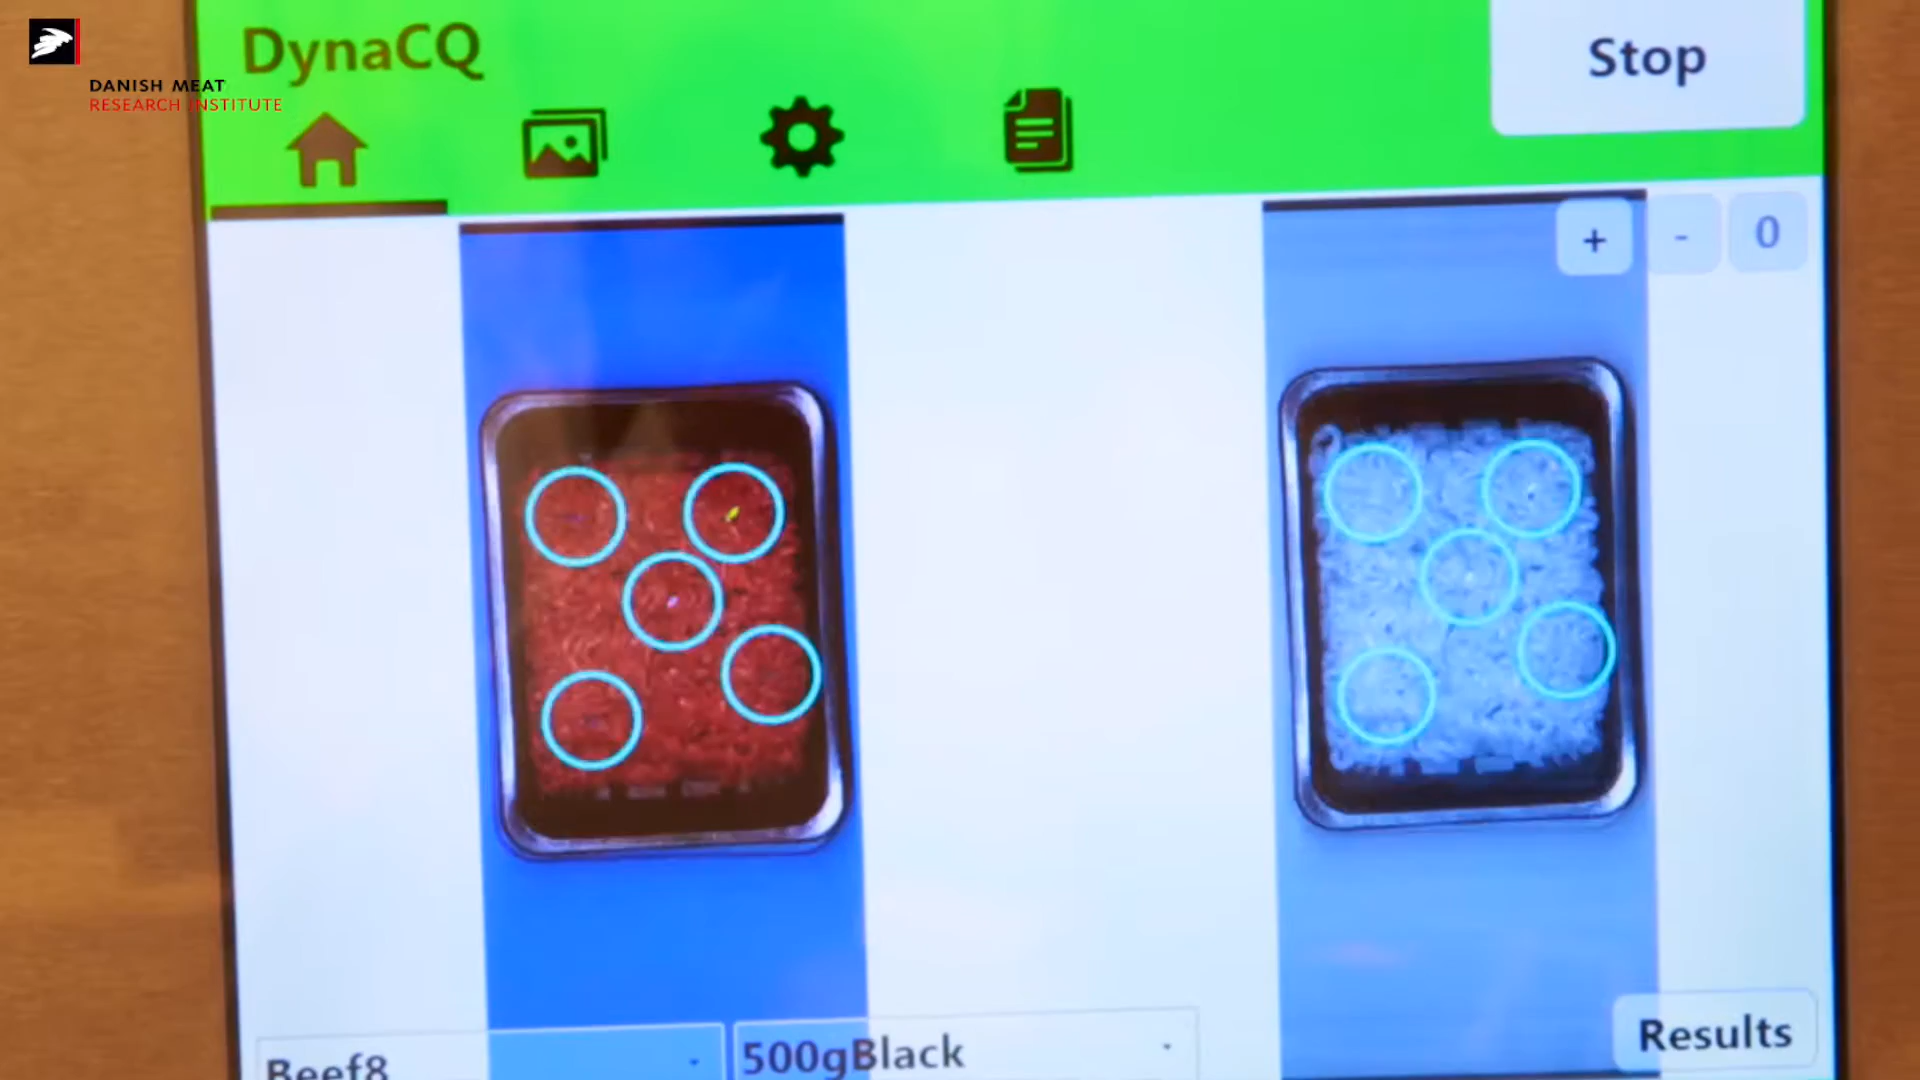 DynaCQ
Stop
DANISH MEAT
RESEARCH INSTITUTE
+
-
0
Beef8
500gBlack
Results